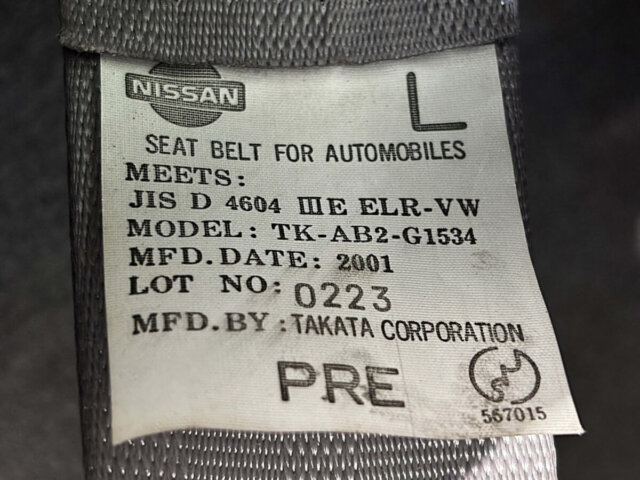 NISSAN
L
SEAT BELT FOR AUTOMOBILES
MEETS:
JIS D 4604 IIIE ELR-VW
MODEL: TK-AB2-G1534
MFD.DATE: 2001
LOT NO: 0223
MFD.BY : TAKATA CORPORATION
PRE
567015